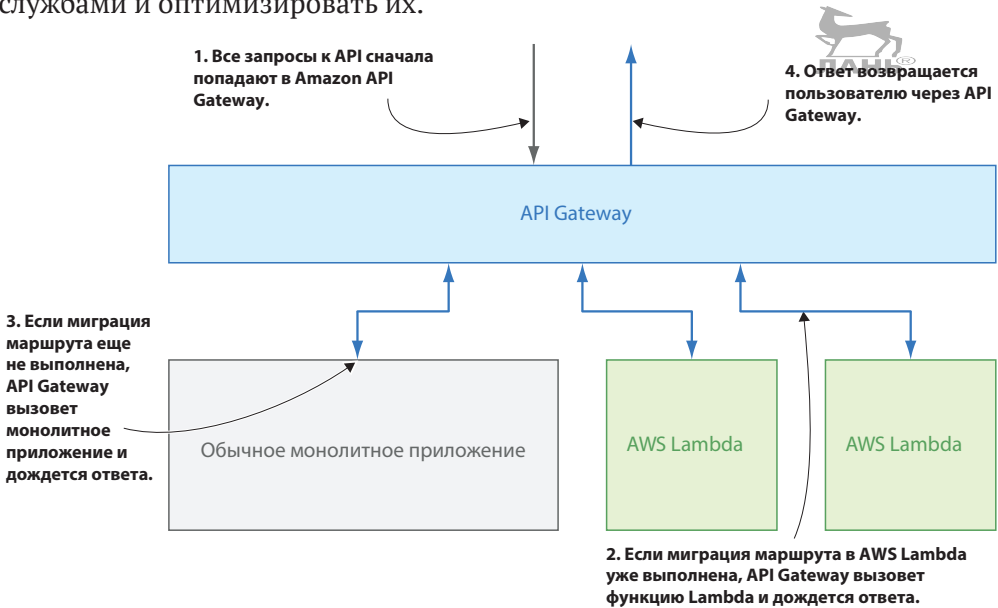 службами и оптимизировать их.
1. Все запросы к API сначала
попадают в Amazon API
Gateway.
ДМК®
4. Ответ возвращается
пользователю через API
Gateway.
API Gateway
3. Если миграция
маршрута еще
не выполнена,
API Gateway
вызовет
монолитное
приложение и
дождется ответа.
Обычное монолитное приложение
AWS Lambda
AWS Lambda
2. Если миграция маршрута в AWS Lambda
уже выполнена, API Gateway вызовет
функцию Lambda и дождется ответа.